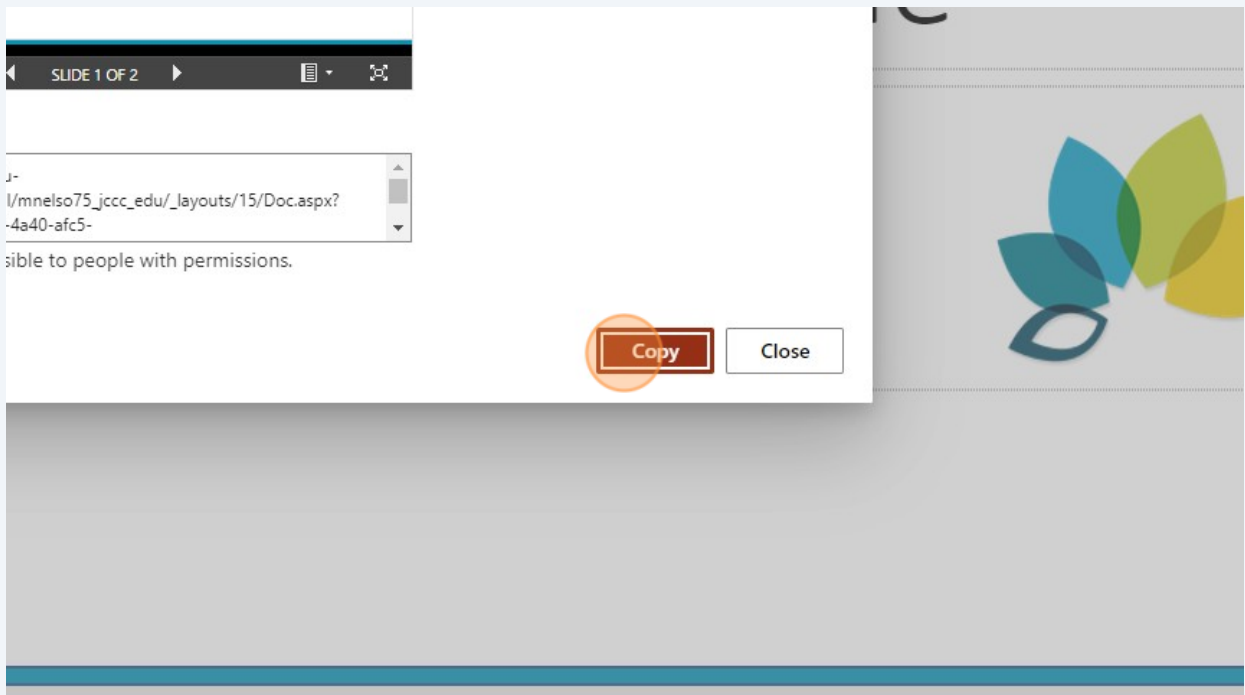 SLIDE 1 OF 2
u-
l/mnelso75_jccc_edu/_layouts/15/Doc.aspx?
-4a40-afc5-
sible to people with permissions.
Copy
Close